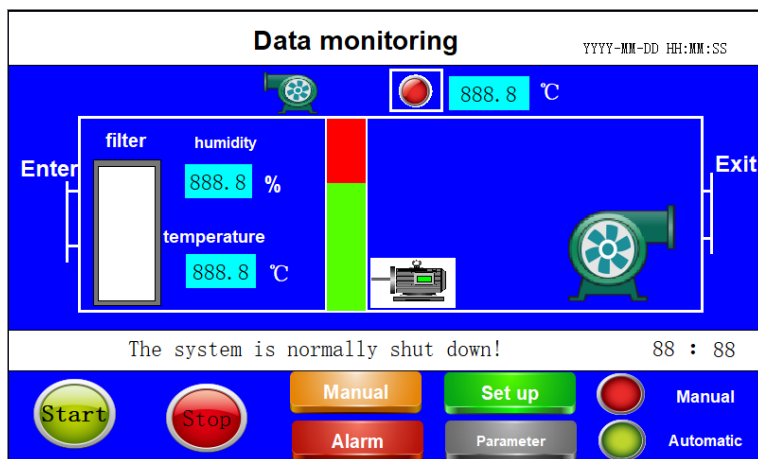 Data monitoring
YYYY-MM-DD HH:MM:SS
888.8 ℃
filter
humidity
Enter
888.8 %
Exit
temperature
888.8 ℃
The system is normally shut down!
88 : 88
Start
Stop
Manual
Set up
Manual
Alarm
Parameter
Automatic